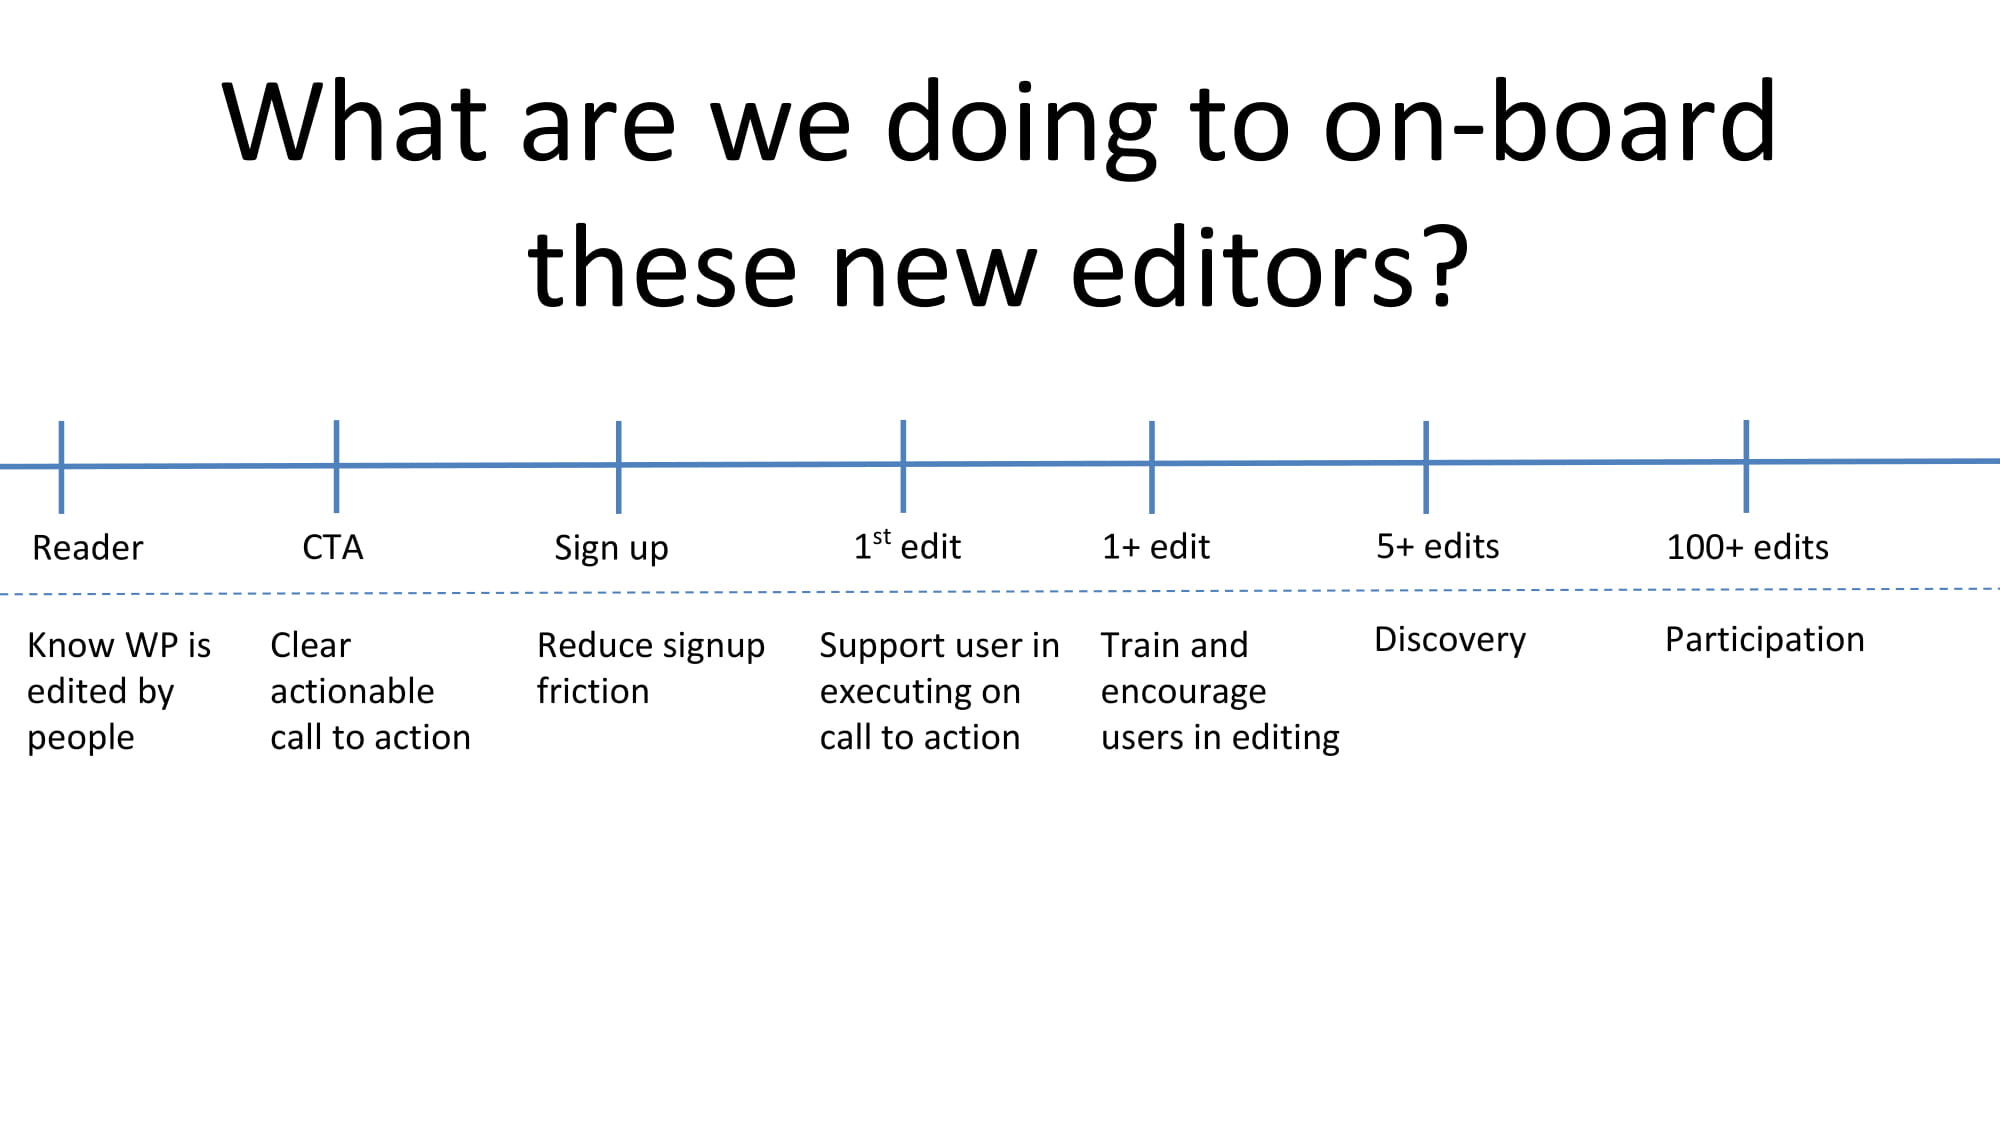 What are we doing to on-board
these new editors?
Reader
CTA
Sign up
1st edit
1+ edit
5+ edits
100+ edits
Know WP is
edited by
people
Clear
actionable
call to action
Reduce signup
friction
Support user in
executing on
call to action
Train and
encourage
users in editing
Discovery
Participation